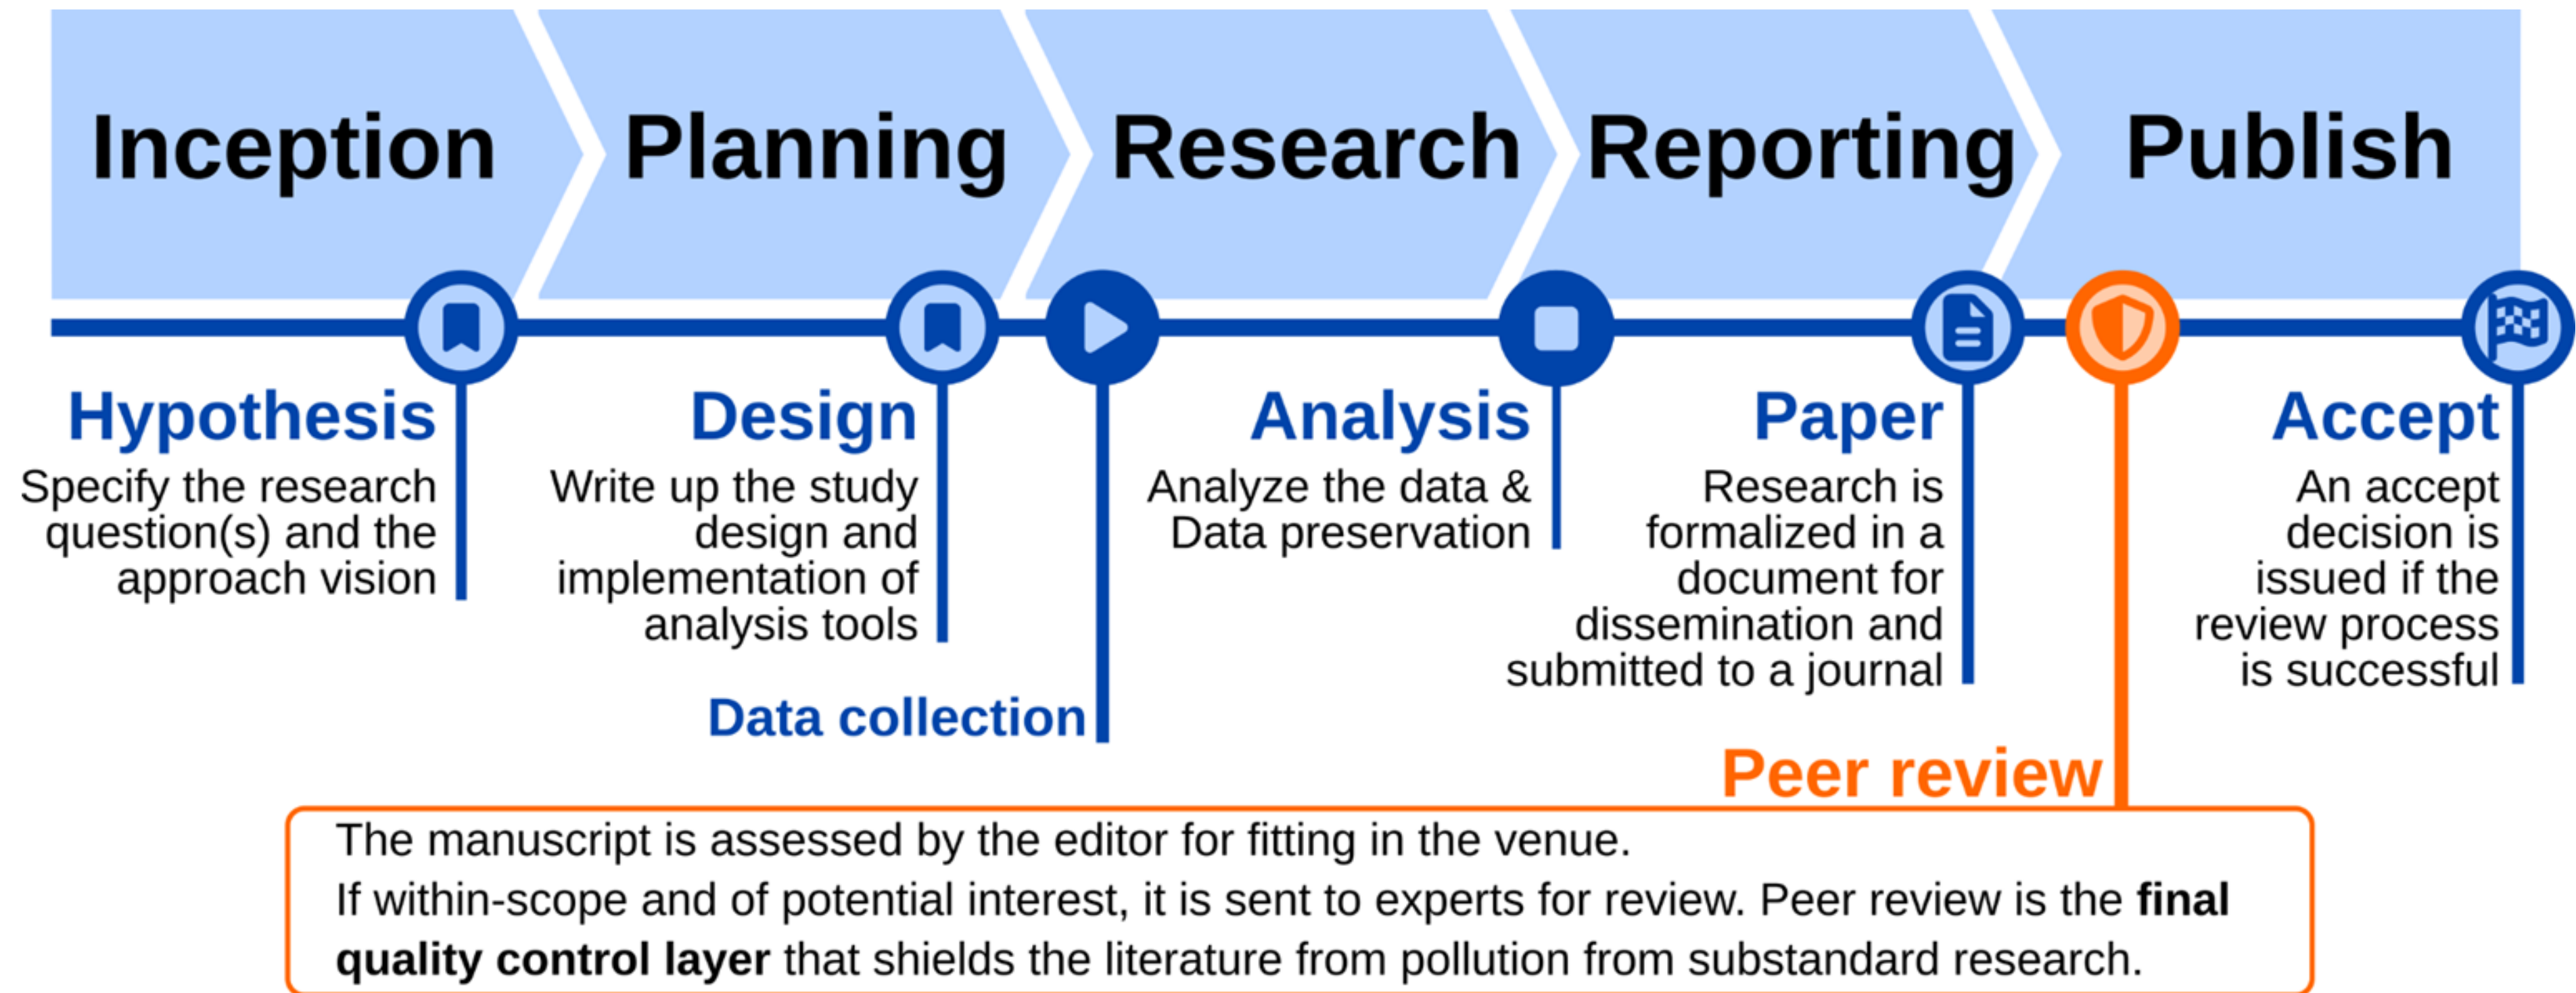 Inception
Planning
Research
Reporting
Publish
Hypothesis
Specify the research
question(s) and the
approach vision
Design
Write up the study
design and
implementation of
analysis tools
Data collection
Analysis
Analyze the data &
Data preservation
Paper
Research is
formalized in a
document for
dissemination and
submitted to a journal
Peer review
The manuscript is assessed by the editor for fitting in the venue.
If within-scope and of potential interest, it is sent to experts for review. Peer review is the final
quality control layer that shields the literature from pollution from substandard research.
Accept
An accept
decision is
issued if the
review process
is successful